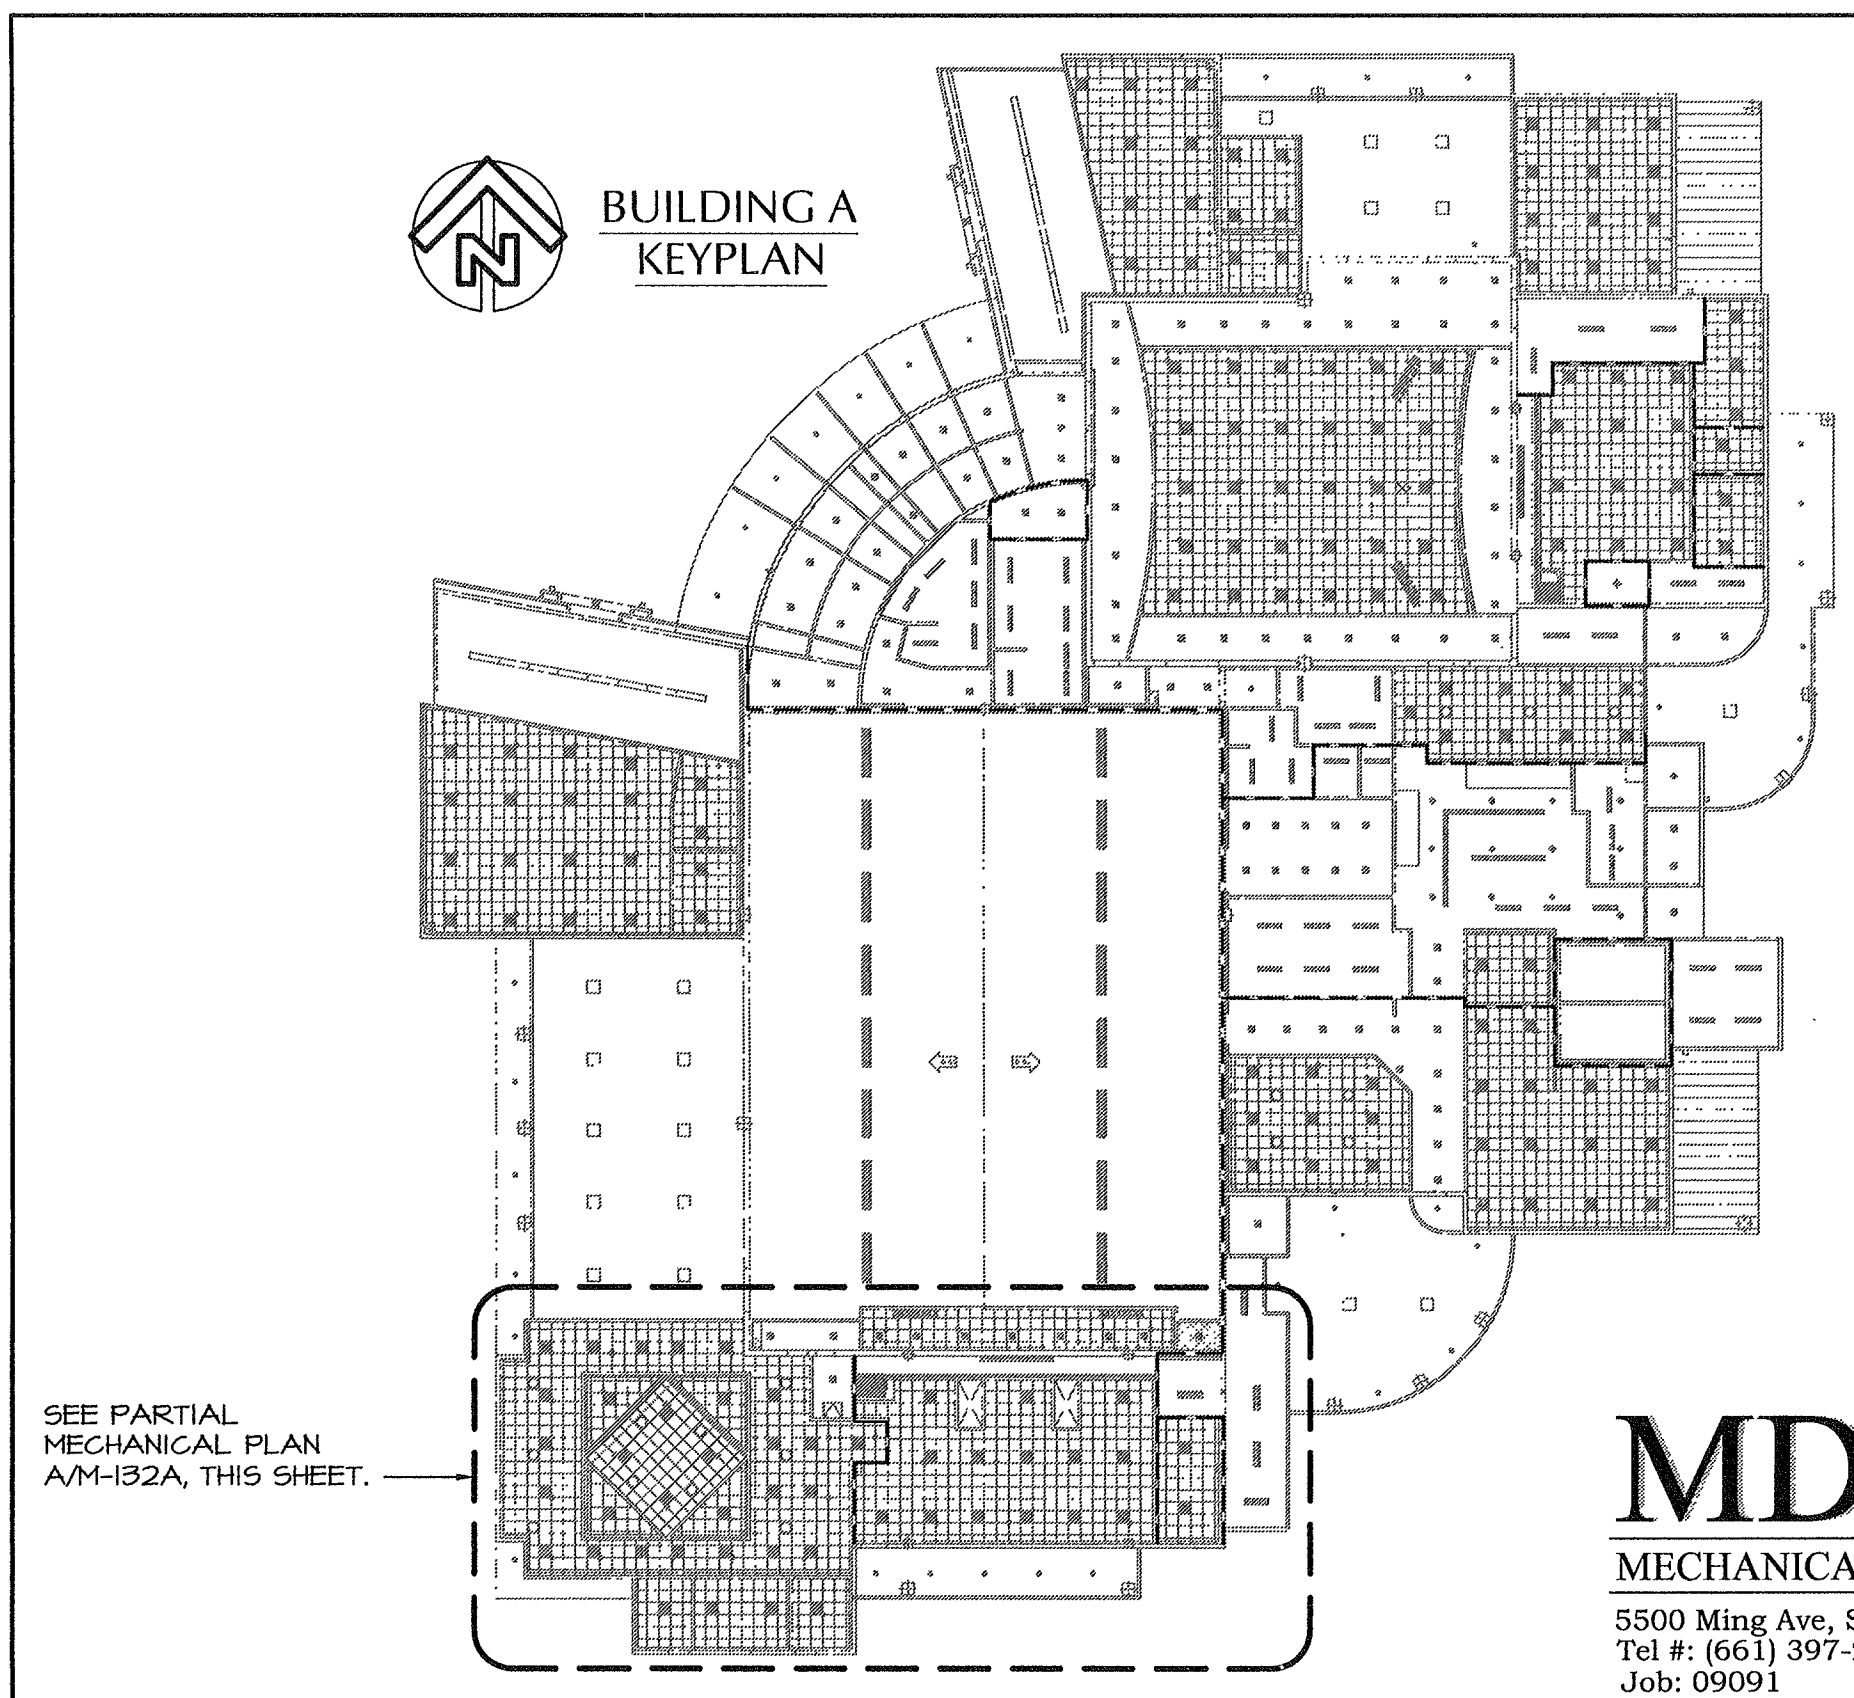 N
BUILDING A
KEYPLAN
SEE PARTIAL
MECHANICAL PLAN
A/M-132A, THIS SHEET.
MD
MECHANICA
5500 Ming Ave, S
Tel #: (661) 397-
Job: 09091